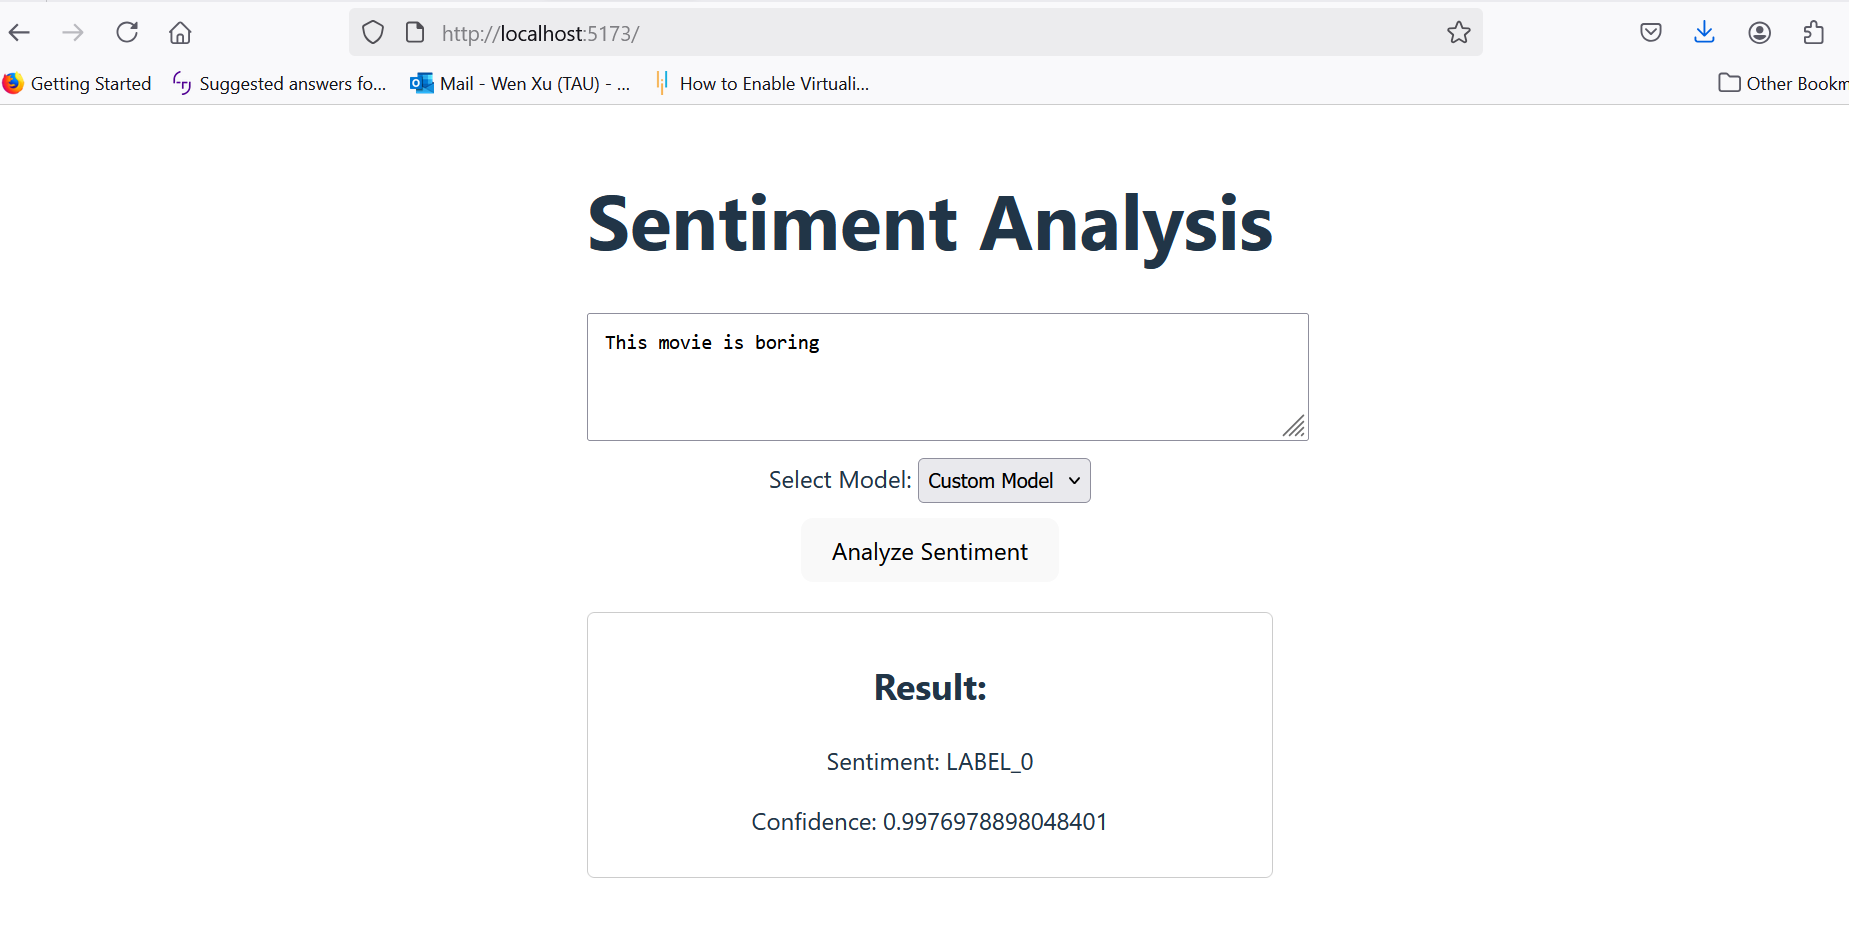 http://localhost:5173/
Getting Started
Suggested answers fo...
Mail - Wen Xu (TAU) - ...
How to Enable Virtuali...
Other Bookm
Sentiment Analysis
This movie is boring
Select Model: Custom Model
Analyze Sentiment
Result:
Sentiment: LABEL_0
Confidence: 0.9976978898048401